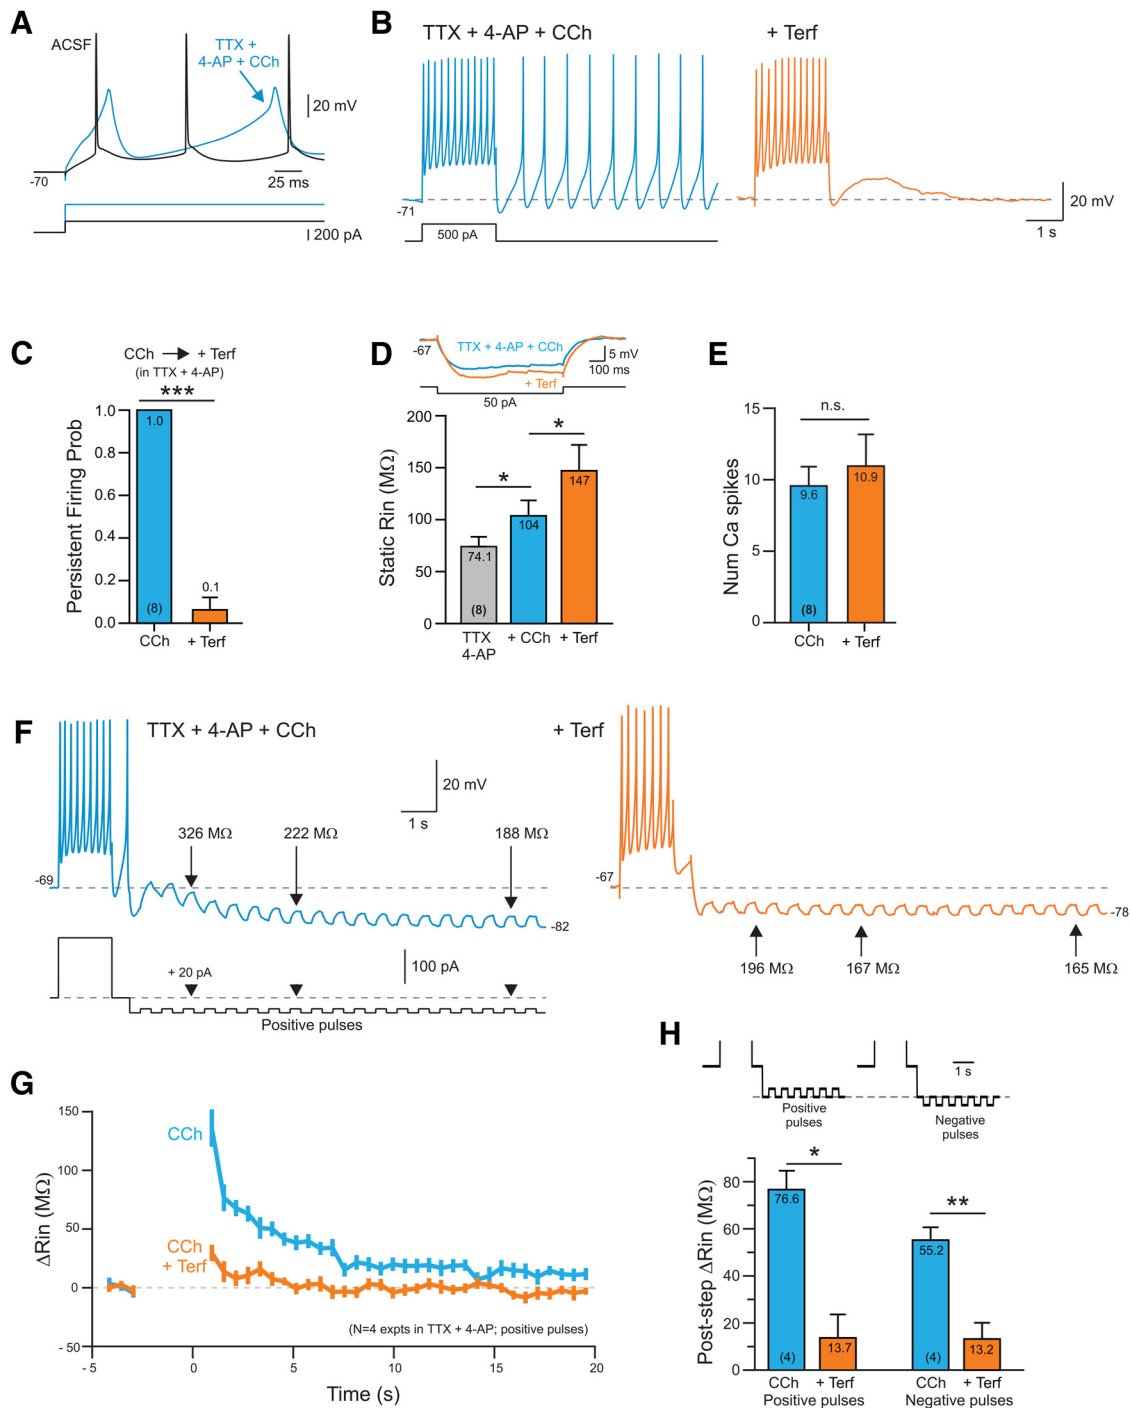 A
ACSF
TTX +
4-AP + CCh
20 mV
-70
25 ms
200 pA
B
TTX + 4-AP + CCh
+ Terf
-71
500 pA
20 mV
1 s
C
CCh + Terf
(in TTX + 4-AP)
***
Persistent Firing Prob
1.0
0.8
0.6
0.4
0.2
0.0
1.0
(8)
0.1
CCh
+ Terf
D
-67
TTX + 4-AP + CCh
+ Terf
5 mV
100 ms
50 pA
Static Rin (MΩ)
200
150
100
50
0
*
*
74.1
(8)
104
147
TTX
4-AP
+ CCh
+ Terf
E
n.s.
Num Ca spikes
15
10
5
0
9.6
(8)
10.9
CCh
+ Terf
F
TTX + 4-AP + CCh
20 mV
1 s
326 MΩ
222 MΩ
188 MΩ
-69
-82
+ 20 pA
100 pA
Positive pulses
+ Terf
-67
-78
196 MΩ
167 MΩ
165 MΩ
G
ΔRin (MΩ)
150
100
50
0
- 50
CCh
CCh
+ Terf
(N=4 expts in TTX + 4-AP; positive pulses)
- 5
0
5
10
15
20
Time (s)
H
1 s
Positive
pulses
Negative
pulses
Post-step ΔRin (MΩ)
80
60
40
20
0
*
**
76.6
(4)
13.7
55.2
(4)
13.2
CCh + Terf
Positive pulses
CCh + Terf
Negative pulses